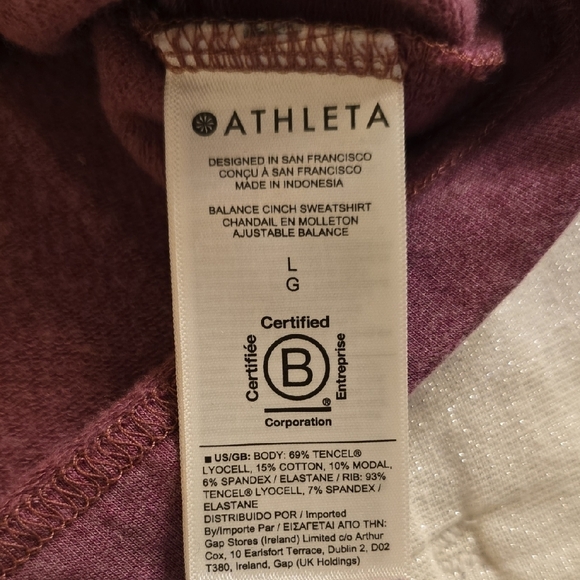 ATHLETA
DESIGNED IN SAN FRANCISCO
CONÇU À SAN FRANCISCO
MADE IN INDONESIA
BALANCE CINCH SWEATSHIRT
CHANDAIL EN MOLLETON
AJUSTABLE BALANCE
L
G
Certified
Certifiée
B
Entreprise
®
Corporation
■ US/GB: BODY: 69% TENCEL®
LYOCELL, 15% COTTON, 10% MODAL,
6% SPANDEX / ELASTANE / RIB: 93%
TENCEL® LYOCELL, 7% SPANDEX /
ELASTANE
DISTRIBUIDO POR / Imported
By/Importe Par / ΕΙΣΑΓΕΤΑΙ ΑΠΟ ΤΗΝ:
Gap Stores (Ireland) Limited c/o Arthur
Cox, 10 Earlsfort Terrace, Dublin 2, D02
T380, Ireland, Gap (UK Holdings)